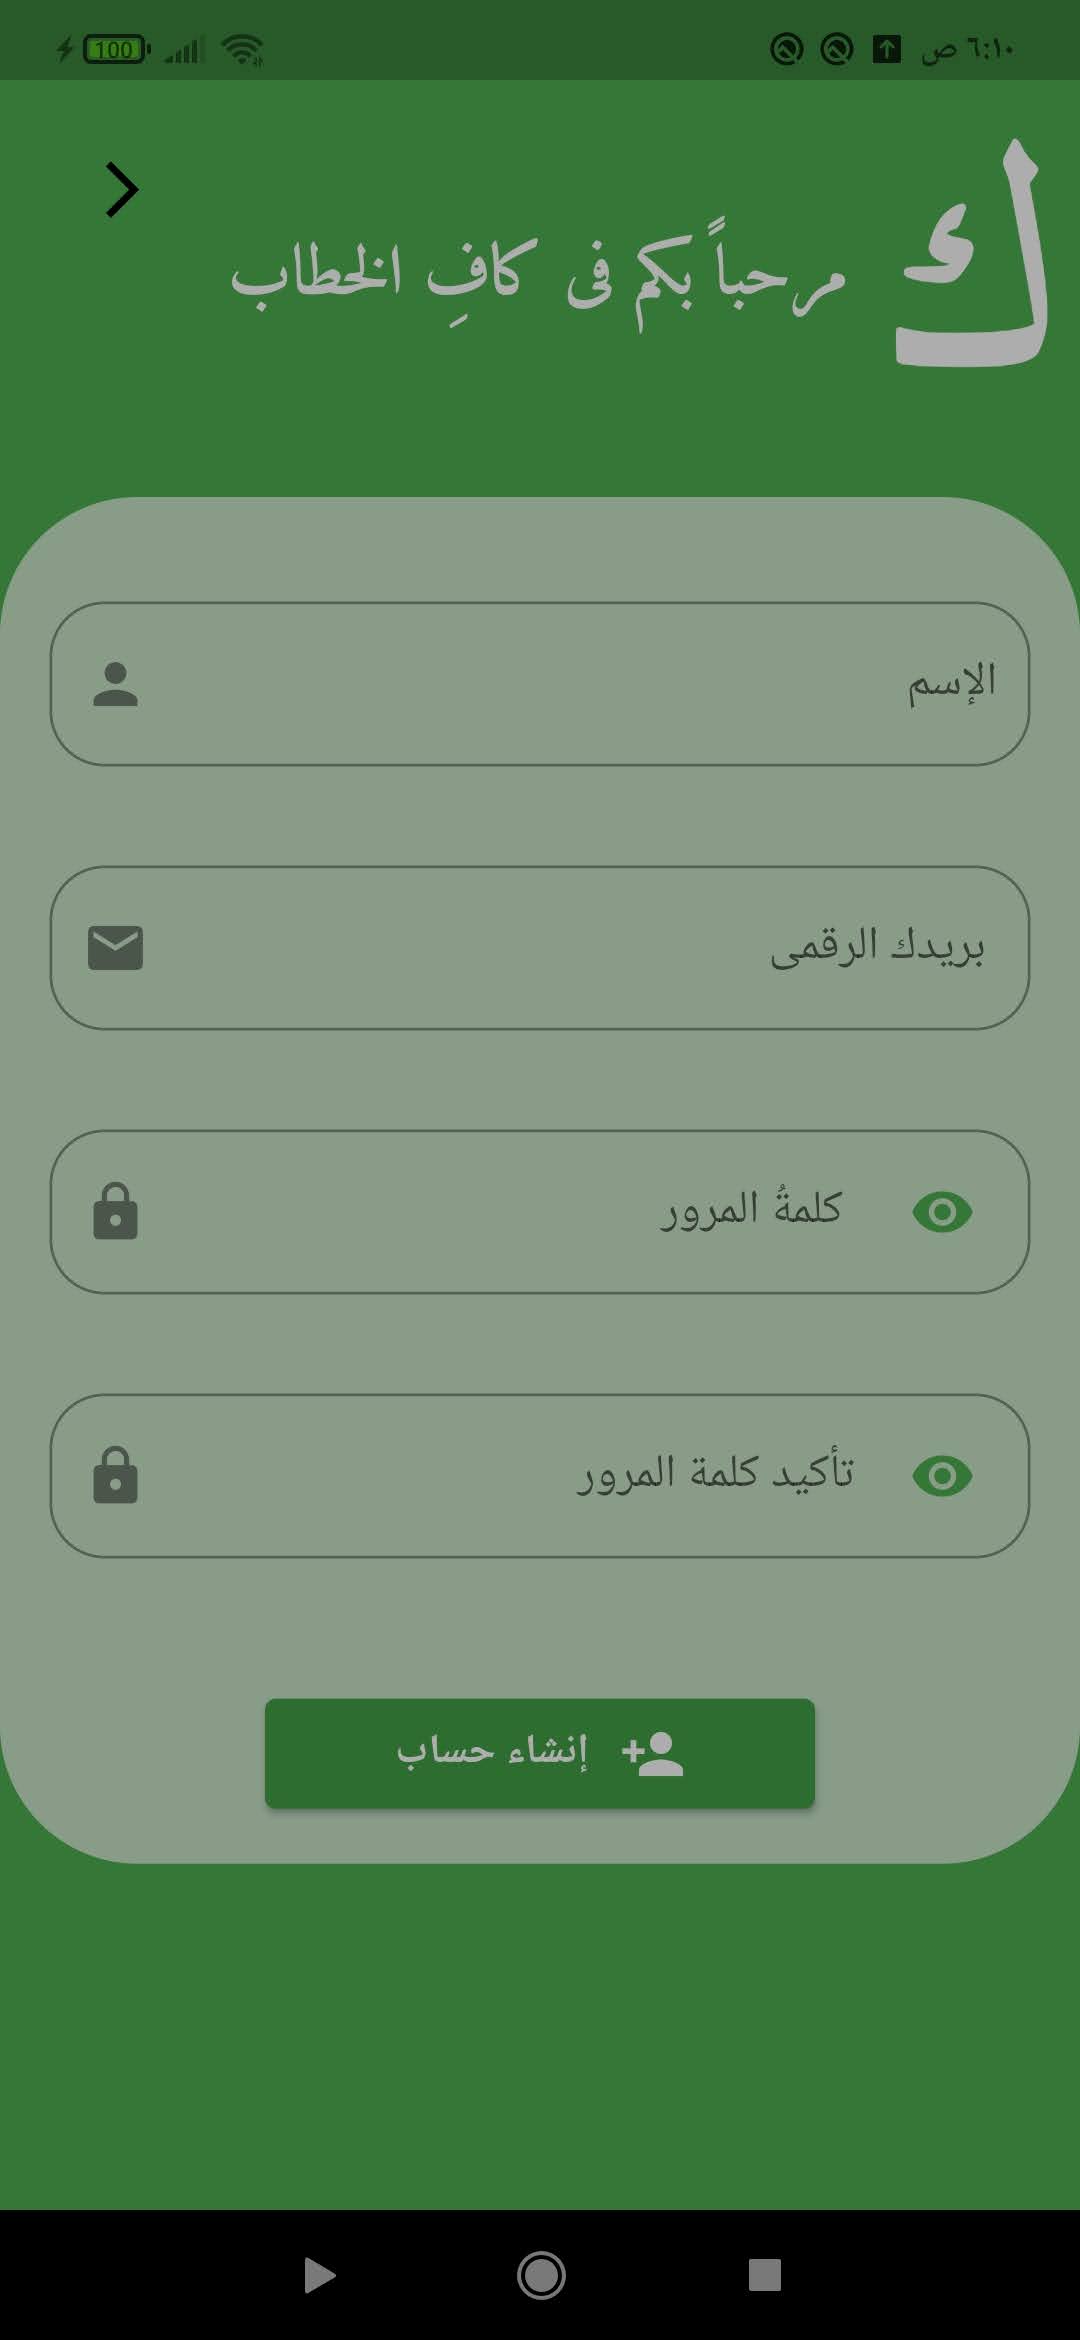 ٦:١٠ ص
100
ك
مرحباً بكم فى كافِ الخطاب
الإسم
بريدك الرقمى
كلمةُ المرور
تأكيد كلمة المرور
إنشاء حساب